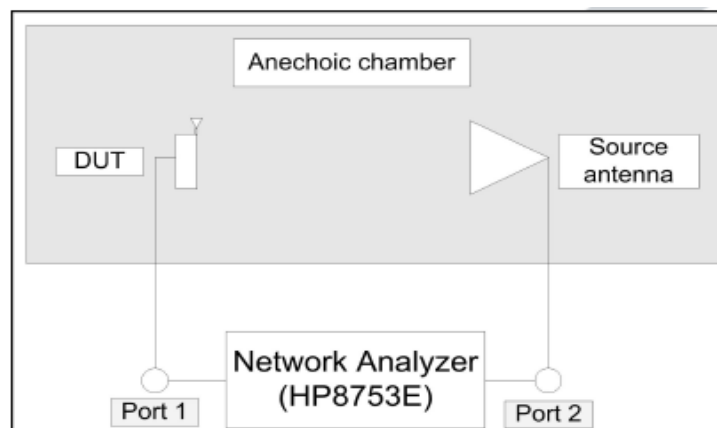 Anechoic chamber
DUT
Source
antenna
Network Analyzer
(HP8753E)
Port 1
Port 2